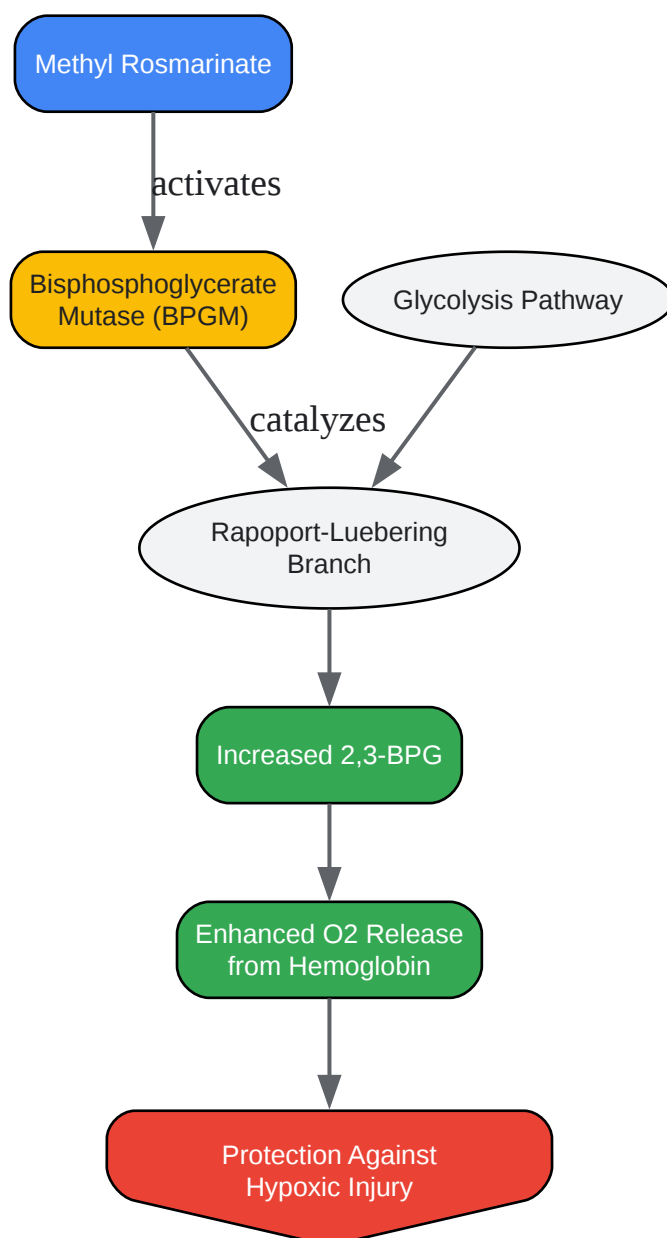 Methyl Rosmarinate
activates
Bisphosphoglycerate
Mutase (BPGM)
Glycolysis Pathway
catalyzes
Rapoport-Luebering
Branch
Increased 2,3-BPG
Enhanced O2 Release
from Hemoglobin
Protection Against
Hypoxic Injury